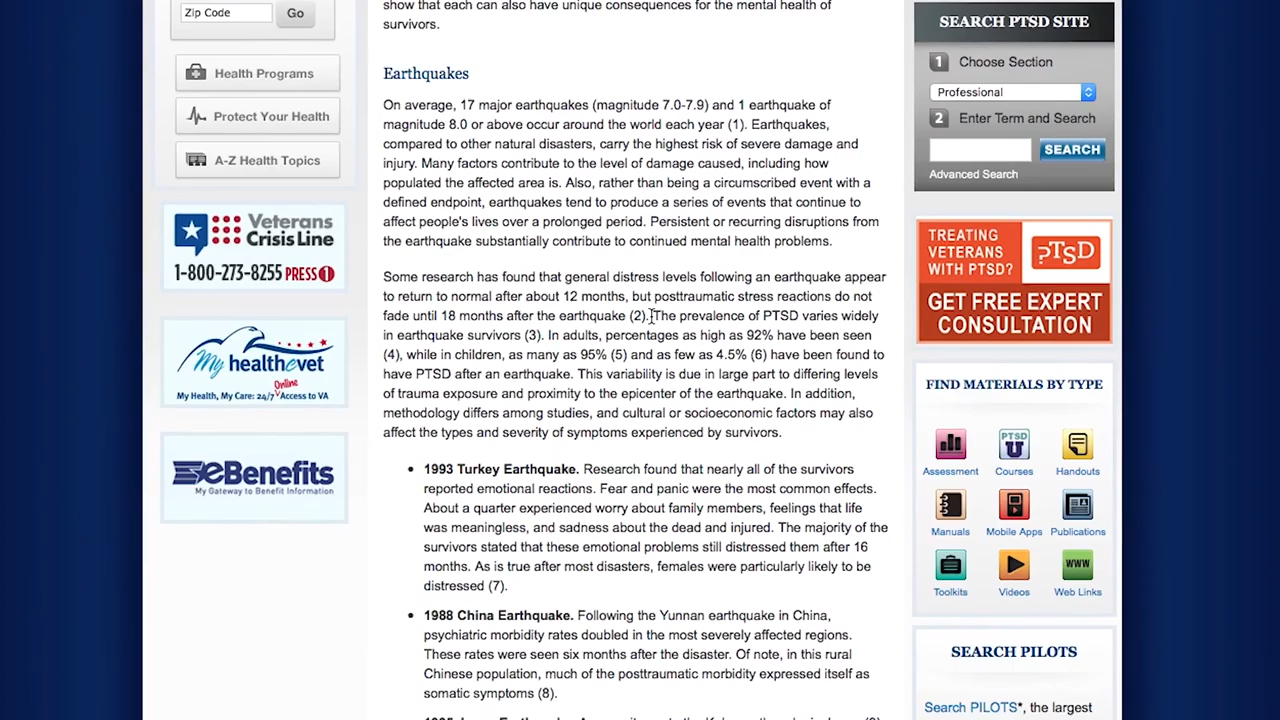 Zip Code
Go
Health Programs
Protect Your Health
A-Z Health Topics
Veterans
Crisis Line
1-800-273-8255 PRESS 1
My healthevet
Online
My Health, My Care: 24/7 Access to VA
eBenefits
My Gateway to Benefit Information
show that each can also have unique consequences for the mental health of
survivors.
Earthquakes
On average, 17 major earthquakes (magnitude 7.0-7.9) and 1 earthquake of
magnitude 8.0 or above occur around the world each year (1). Earthquakes,
compared to other natural disasters, carry the highest risk of severe damage and
injury. Many factors contribute to the level of damage caused, including how
populated the affected area is. Also, rather than being a circumscribed event with a
defined endpoint, earthquakes tend to produce a series of events that continue to
affect people's lives over a prolonged period. Persistent or recurring disruptions from
the earthquake substantially contribute to continued mental health problems.
Some research has found that general distress levels following an earthquake appear
to return to normal after about 12 months, but posttraumatic stress reactions do not
fade until 18 months after the earthquake (2). The prevalence of PTSD varies widely
in earthquake survivors (3). In adults, percentages as high as 92% have been seen
(4), while in children, as many as 95% (5) and as few as 4.5% (6) have been found to
have PTSD after an earthquake. This variability is due in large part to differing levels
of trauma exposure and proximity to the epicenter of the earthquake. In addition,
methodology differs among studies, and cultural or socioeconomic factors may also
affect the types and severity of symptoms experienced by survivors.
• 1993 Turkey Earthquake. Research found that nearly all of the survivors
reported emotional reactions. Fear and panic were the most common effects.
About a quarter experienced worry about family members, feelings that life
was meaningless, and sadness about the dead and injured. The majority of the
survivors stated that these emotional problems still distressed them after 16
months. As is true after most disasters, females were particularly likely to be
distressed (7).
• 1988 China Earthquake. Following the Yunnan earthquake in China,
psychiatric morbidity rates doubled in the most severely affected regions.
These rates were seen six months after the disaster. Of note, in this rural
Chinese population, much of the posttraumatic morbidity expressed itself as
somatic symptoms (8).
SEARCH PTSD SITE
1 Choose Section
Professional
2 Enter Term and Search
SEARCH
Advanced Search
TREATING
VETERANS
WITH PTSD?
?TSD
GET FREE EXPERT
CONSULTATION
FIND MATERIALS BY TYPE
PTSD
U
Assessment Courses Handouts
Manuals Mobile Apps Publications
WWW
Toolkits Videos Web Links
SEARCH PILOTS
Search PILOTS*, the largest